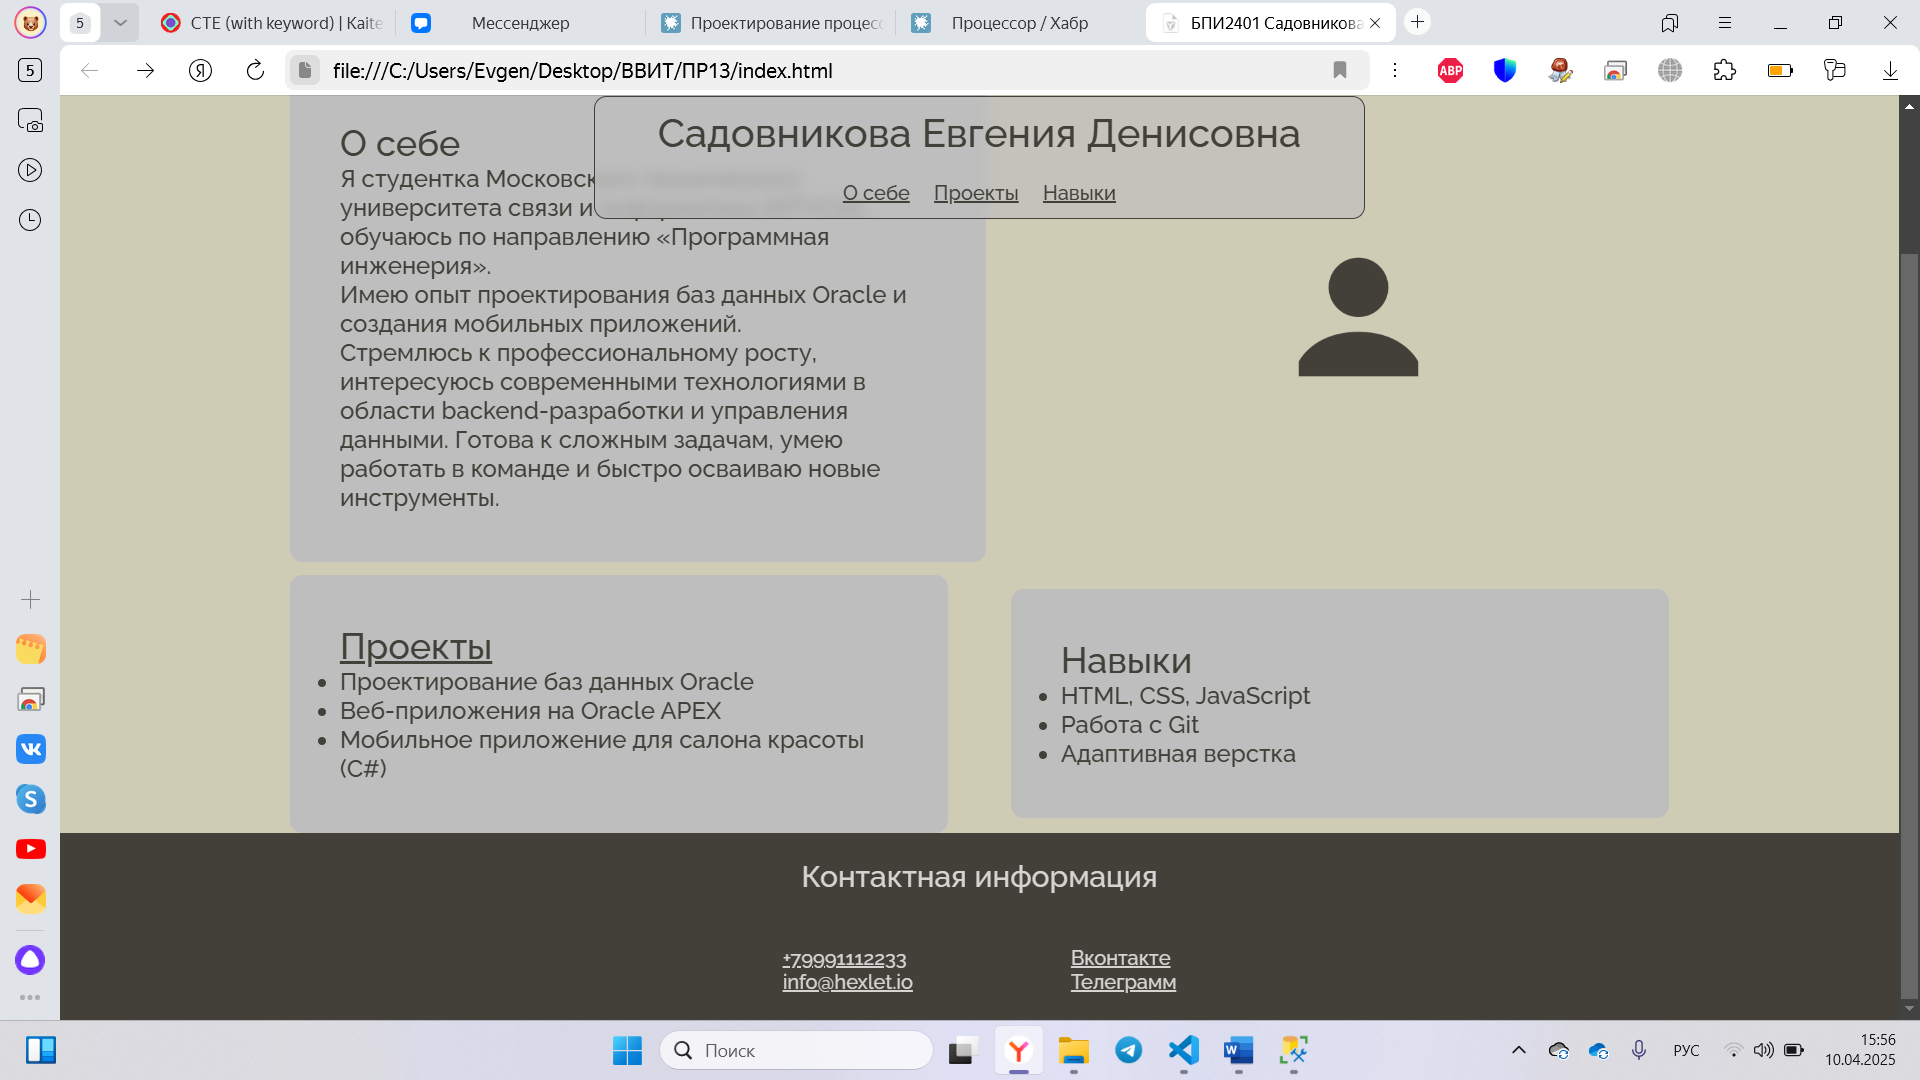 5
CTE (with keyword) | Kaite
Мессенджер
Проектирование процесс
Процессор / Хабр
БПИ2401 Садовникова
5
Я
file:///C:/Users/Evgen/Desktop/ВВИТ/ПР13/index.html
ABP
Садовникова Евгения Денисовна
О себе Проекты Навыки
О себе
Я студентка Московск
университета связи и
обучаюсь по направлению «Программная
инженерия».
Имею опыт проектирования баз данных Oracle и
создания мобильных приложений.
Стремлюсь к профессиональному росту,
интересуюсь современными технологиями в
области backend-разработки и управления
данными. Готова к сложным задачам, умею
работать в команде и быстро осваиваю новые
инструменты.
Проекты
Проектирование баз данных Oracle
Веб-приложения на Oracle APEX
Мобильное приложение для салона красоты
(C#)
Навыки
HTML, CSS, JavaScript
Работа с Git
Адаптивная верстка
Контактная информация
+79991112233
info@hexlet.io
Вконтакте
Телеграмм
Поиск
РУС
15:56
10.04.2025